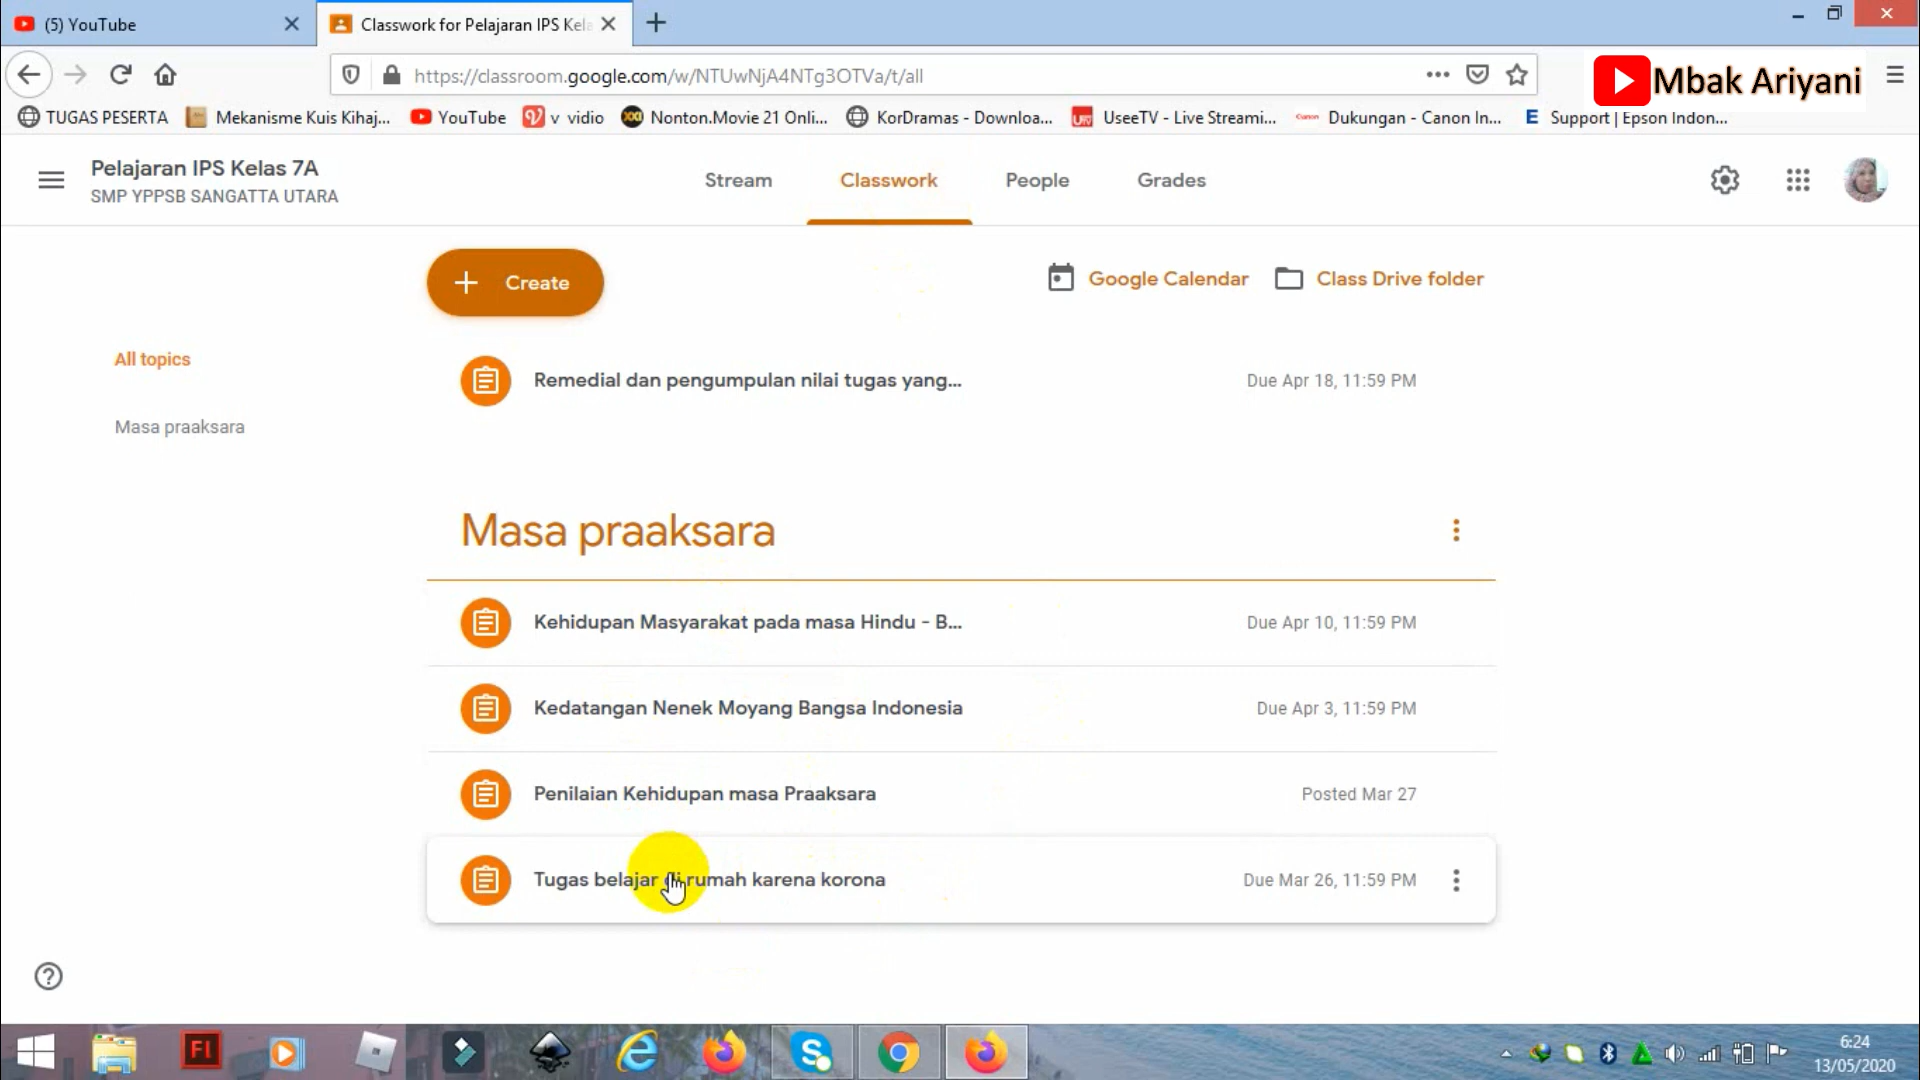 (5) YouTube
Classwork for Pelajaran IPS Kela
https://classroom.google.com/w/NTUwNjA4NTg3OTVa/t/all
Mbak Ariyani
TUGAS PESERTA
Mekanisme Kuis Kihaj...
YouTube
v vidio
Nonton.Movie 21 Onli...
KorDramas - Downloa...
UseeTV - Live Streami...
Dukungan - Canon In...
Support | Epson Indon...
Pelajaran IPS Kelas 7A
SMP YPPSB SANGATTA UTARA
Stream
Classwork
People
Grades
Create
Google Calendar
Class Drive folder
All topics
Masa praaksara
Remedial dan pengumpulan nilai tugas yang...
Due Apr 18, 11:59 PM
Masa praaksara
Kehidupan Masyarakat pada masa Hindu - B...
Due Apr 10, 11:59 PM
Kedatangan Nenek Moyang Bangsa Indonesia
Due Apr 3, 11:59 PM
Penilaian Kehidupan masa Praaksara
Posted Mar 27
Tugas belajar di rumah karena korona
Due Mar 26, 11:59 PM
6:24
13/05/2020